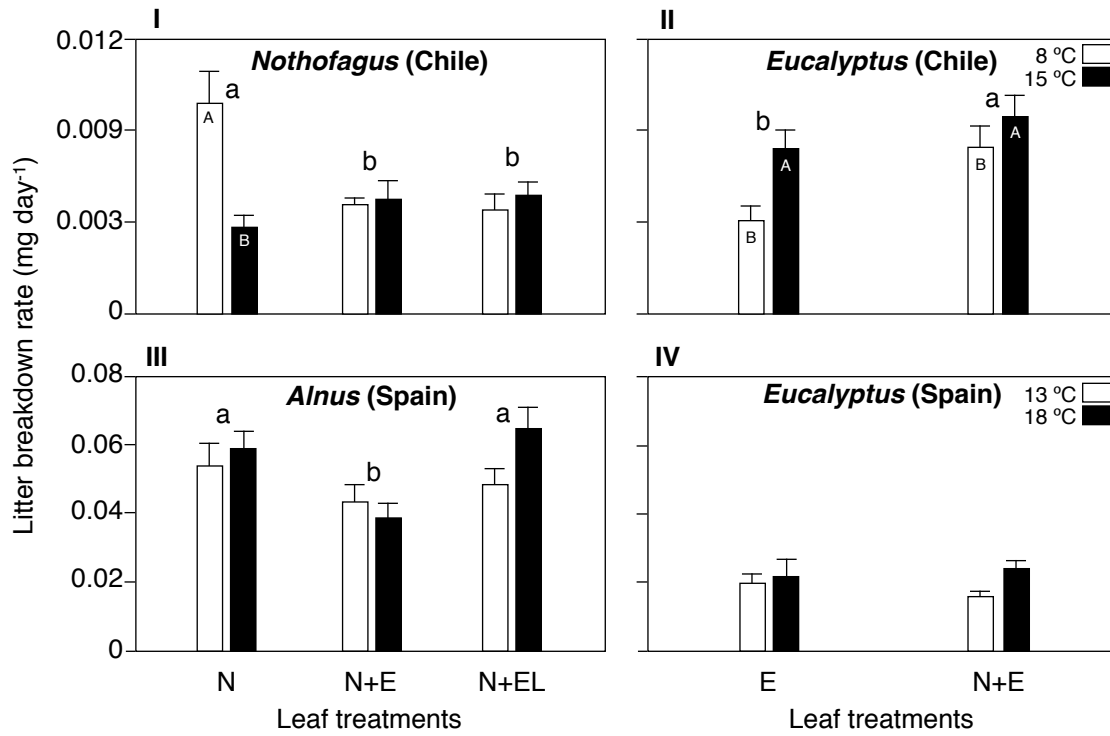 I
II
0.012
Nothofagus (Chile)
Eucalyptus (Chile)
8 ºC
15 ºC
a
A
B
b
b
b
B
A
a
B
A
0.009
0.003
0
Litter breakdown rate (mg day-1)
III
IV
0.08
Alnus (Spain)
Eucalyptus (Spain)
13 ºC
18 ºC
a
b
a
0.06
0.04
0.02
0
N
N+E
N+EL
E
N+E
Leaf treatments
Leaf treatments